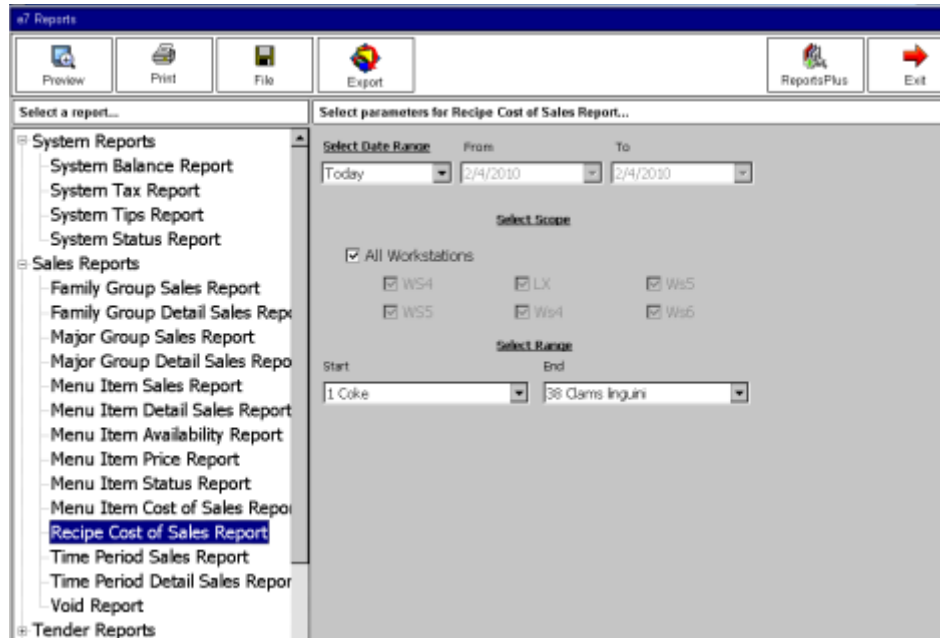 e7 Reports
Preview
Print
File
Export
ReportsPlus
Exit
Select a report...
System Reports
System Balance Report
System Tax Report
System Tips Report
System Status Report
Sales Reports
Family Group Sales Report
Family Group Detail Sales Repo
Major Group Sales Report
Major Group Detail Sales Repo
Menu Item Sales Report
Menu Item Detail Sales Report
Menu Item Availability Report
Menu Item Price Report
Menu Item Status Report
Menu Item Cost of Sales Repor
Recipe Cost of Sales Report
Time Period Sales Report
Time Period Detail Sales Repor
Void Report
Tender Reports
Select parameters for Recipe Cost of Sales Report...
Select Date Range From To
Today 2/4/2010 2/4/2010
Select Scope
All Workstations
WS4 LX Ws5
WS5 Ws4 Ws6
Select Range
Start End
1 Coke 38 Clams linguini